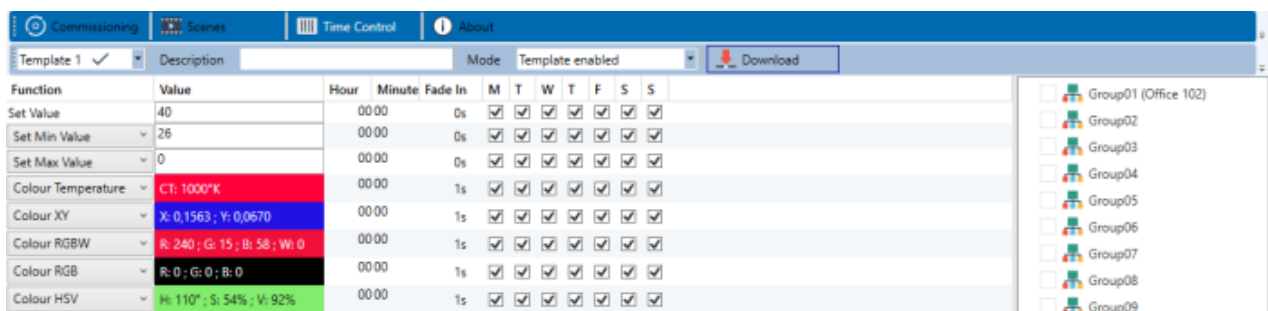 Commissioning Scenes Time Control About
Template 1 Description Mode Template enabled Download
Function Value Hour Minute Fade In M T W T F S S
Set Value 40 00 00 0s
Set Min Value 26 00 00 0s
Set Max Value 0 00 00 0s
Colour Temperature CT: 1000°K 00 00 1s
Colour XY X: 0,1563 ; Y: 0,0670 00 00 1s
Colour RGBW R: 240 ; G: 15 ; B: 58 ; W: 0 00 00 1s
Colour RGB R: 0 ; G: 0 ; B: 0 00 00 1s
Colour HSV H: 110° ; S: 54% ; V: 92% 00 00 1s
Group01 (Office 102)
Group02
Group03
Group04
Group05
Group06
Group07
Group08
Group09